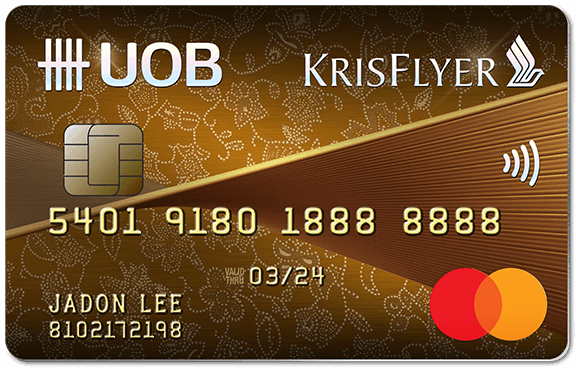 UOB KRISFLYER
5401 9180 1888 8888
VALID THRU 03/24
JADON LEE
8102172198